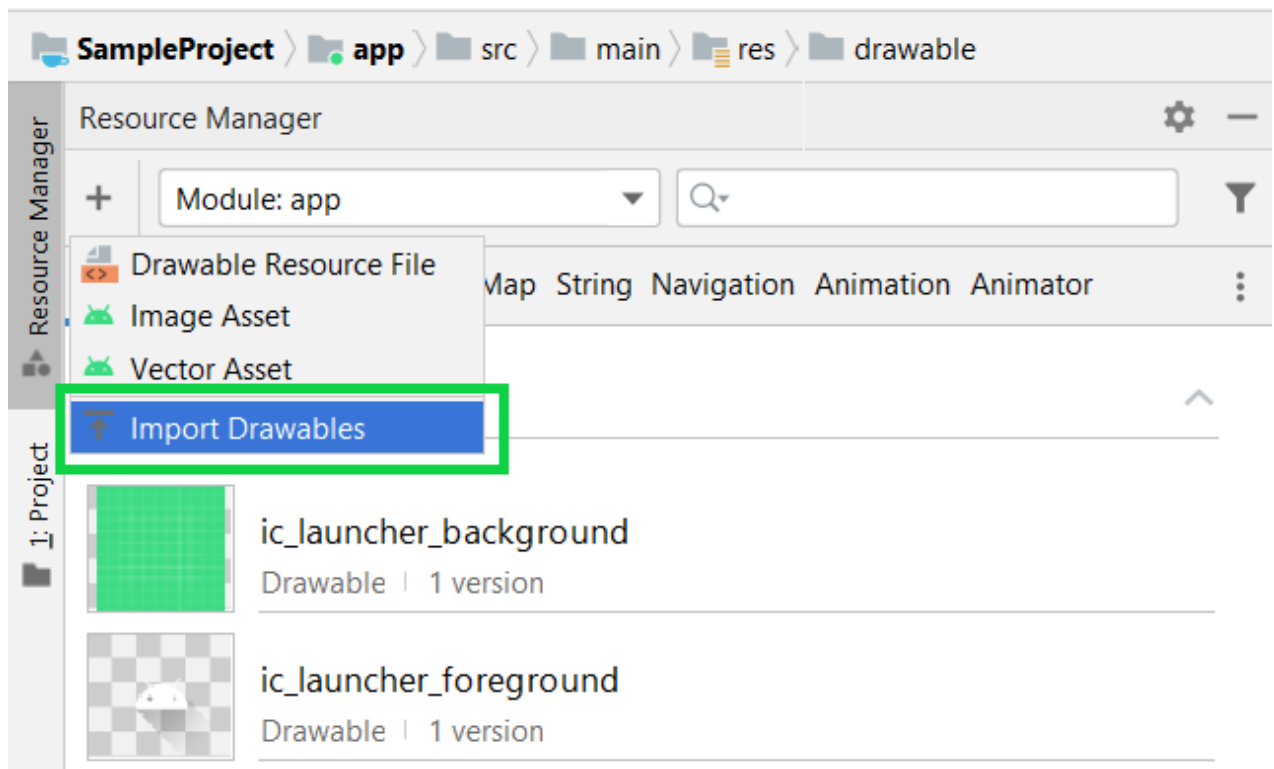 SampleProject app src main res drawable
Resource Manager
Module: app
Drawable Resource File
Map String Navigation Animation Animator
Image Asset
Vector Asset
Import Drawables
ic_launcher_background
Drawable 1 version
ic_launcher_foreground
Drawable 1 version
Resource Manager
1: Project